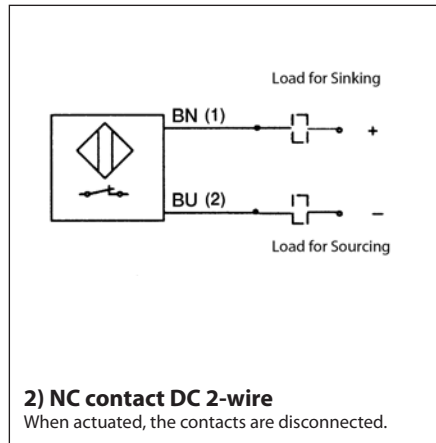 Load for Sinking
BN (1)
+
BU (2)
–
Load for Sourcing
2) NC contact DC 2-wire
When actuated, the contacts are disconnected.